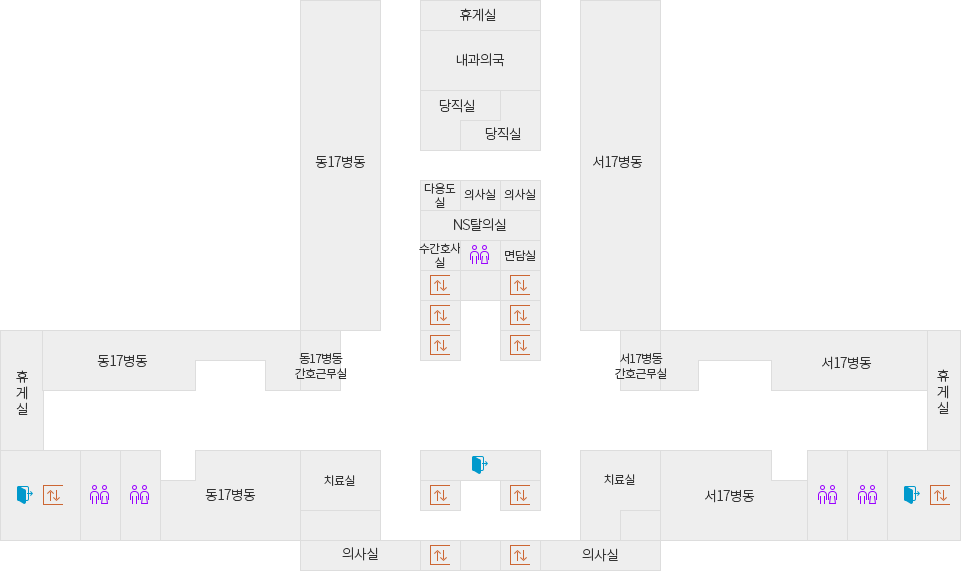 휴게실
내과의국
당직실
당직실
동17병동
서17병동
다용도
실
의사실
의사실
NS탈의실
수간호사
실
면담실
동17병동
동17병동
간호근무실
서17병동
간호근무실
서17병동
휴
게
실
휴
게
실
동17병동
치료실
치료실
서17병동
의사실
의사실